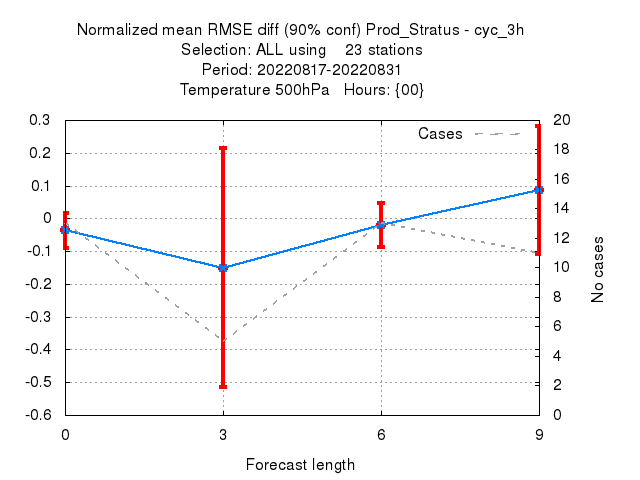 Normalized mean RMSE diff (90% conf) Prod_Stratus - cyc_3h
Selection: ALL using    23 stations
Period: 20220817-20220831
Temperature 500hPa   Hours: {00}
Cases
0.3
0.2
0.1
0
-0.1
-0.2
-0.3
-0.4
-0.5
-0.6
20
18
16
14
12
10
8
6
4
2
0
No cases
0 3 6 9
Forecast length